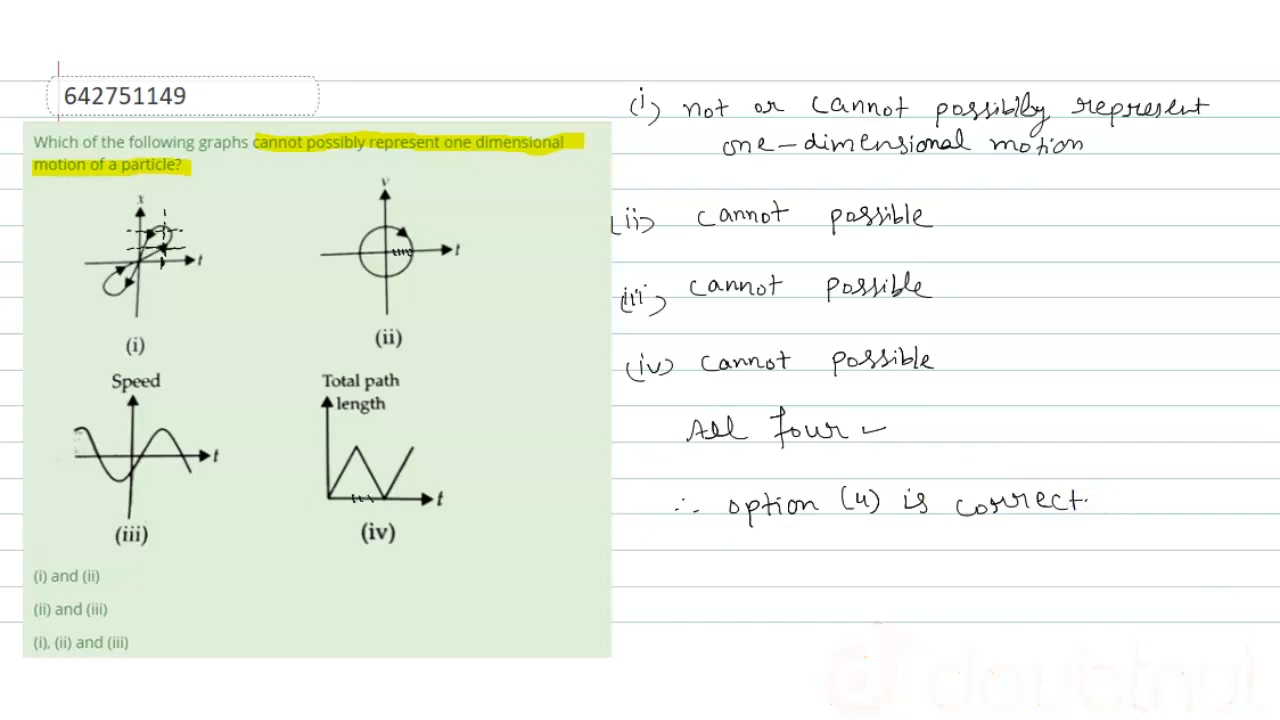 642751149
Which of the following graphs cannot possibly represent one dimensional
motion of a particle?
x
t
(i)
v
t
(ii)
Speed
t
(iii)
Total path
length
t
(iv)
(i) and (ii)
(ii) and (iii)
(i), (ii) and (iii)
(i) not or cannot possibily represent
one-dimensional motion
(ii) cannot possible
(iii) cannot possible
(iv) cannot possible
All four
∴ option (4) is correct.
doubtnut